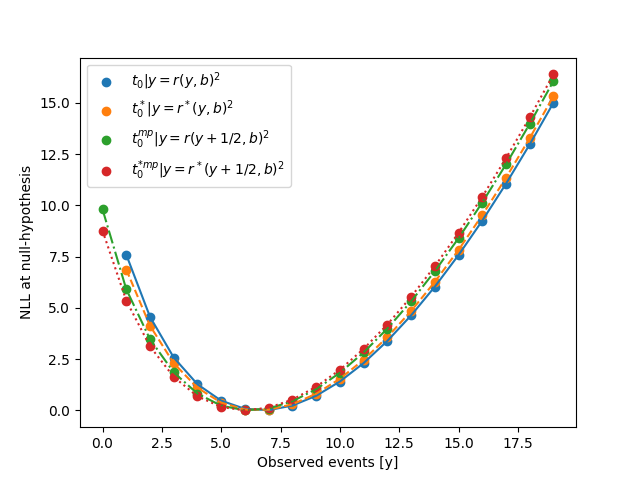 t₀|y = r(y, b)²
t₀*|y = r*(y, b)²
t₀ᵐᵖ|y = r(y + 1/2, b)²
t₀*ᵐᵖ|y = r*(y + 1/2, b)²
NLL at null-hypothesis
15.0
12.5
10.0
7.5
5.0
2.5
0.0
0.0 2.5 5.0 7.5 10.0 12.5 15.0 17.5
Observed events [y]